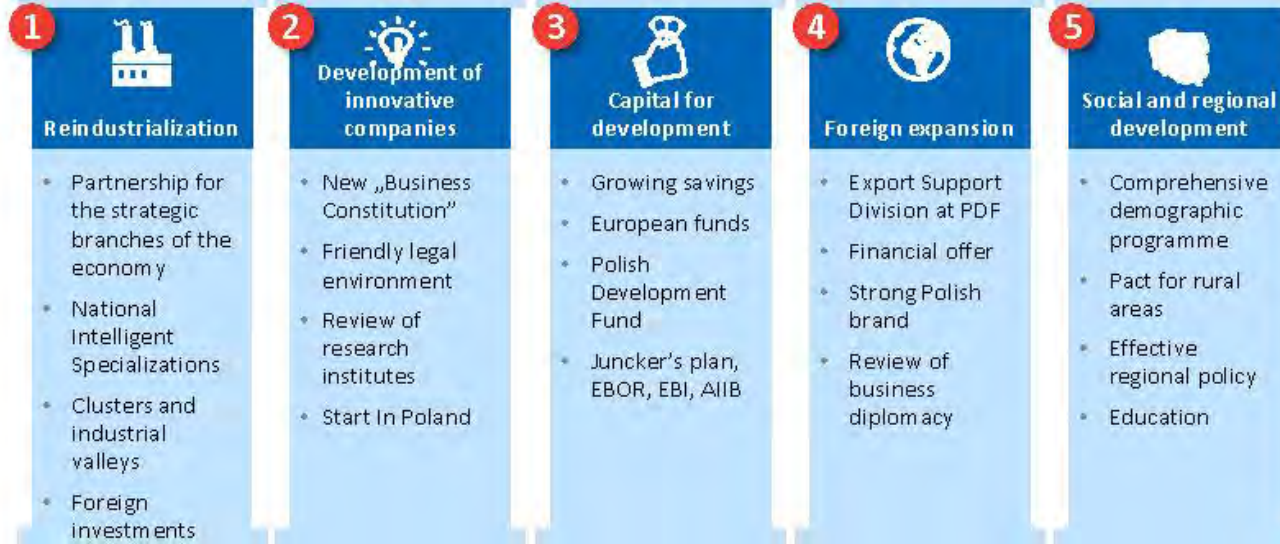 1
Reindustrialization
• Partnership for
the strategic
branches of the
economy
• National
Intelligent
Specializations
• Clusters and
industrial
valleys
• Foreign
investments
2
Development of
innovative
companies
• New „Business
Constitution”
• Friendly legal
environment
• Review of
research
institutes
• Start In Poland
3
Capital for
development
• Growing savings
• European funds
• Polish
Development
Fund
• Juncker's plan,
EBOR, EBI, AIIB
4
Foreign expansion
• Export Support
Division at PDF
• Financial offer
• Strong Polish
brand
• Review of
business
diplomacy
5
Social and regional
development
• Comprehensive
demographic
programme
• Pact for rural
areas
• Effective
regional policy
• Education